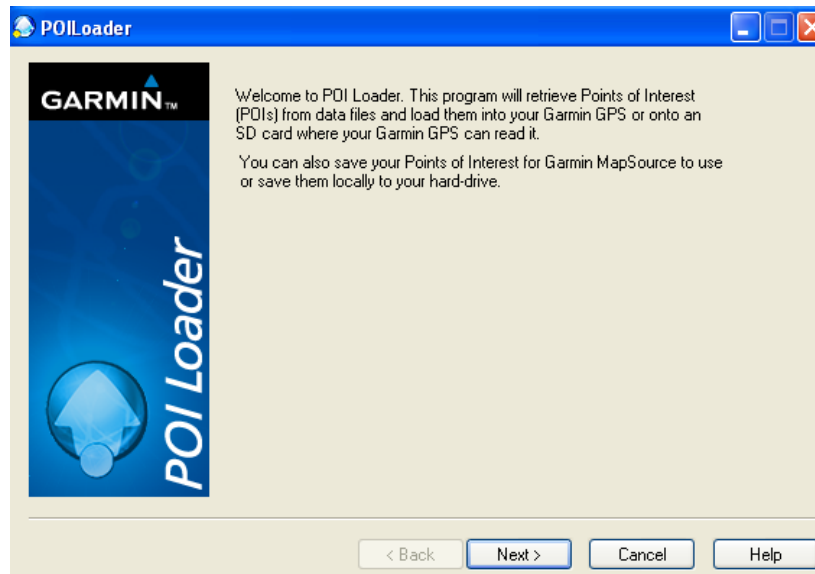 POILoader
GARMIN™
POI Loader
Welcome to POI Loader. This program will retrieve Points of Interest
(POIs) from data files and load them into your Garmin GPS or onto an
SD card where your Garmin GPS can read it.
You can also save your Points of Interest for Garmin MapSource to use
or save them locally to your hard-drive.
< Back
Next >
Cancel
Help